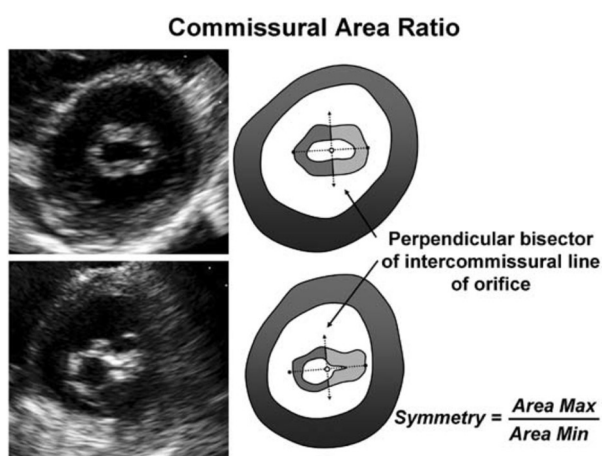 Commissural Area Ratio
Perpendicular bisector
of intercommissural line
of orifice
Symmetry = Area Max
Area Min